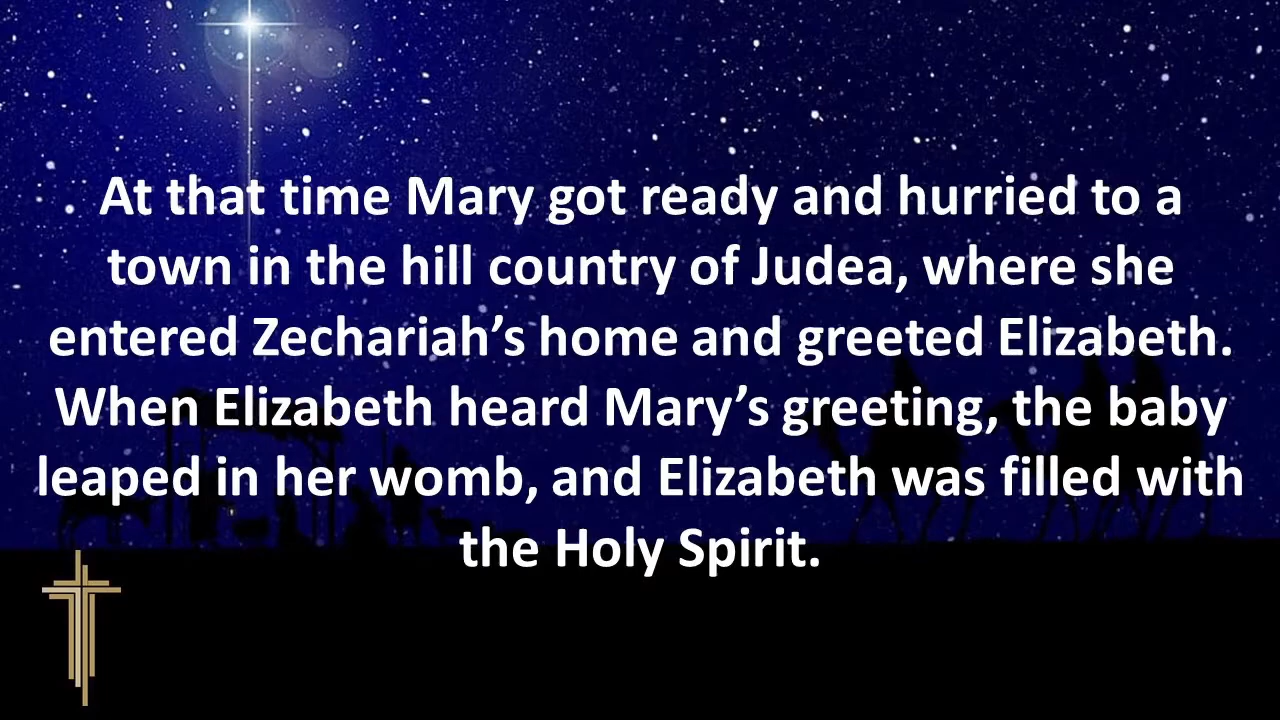 At that time Mary got ready and hurried to a
town in the hill country of Judea, where she
entered Zechariah’s home and greeted Elizabeth.
When Elizabeth heard Mary’s greeting, the baby
leaped in her womb, and Elizabeth was filled with
the Holy Spirit.